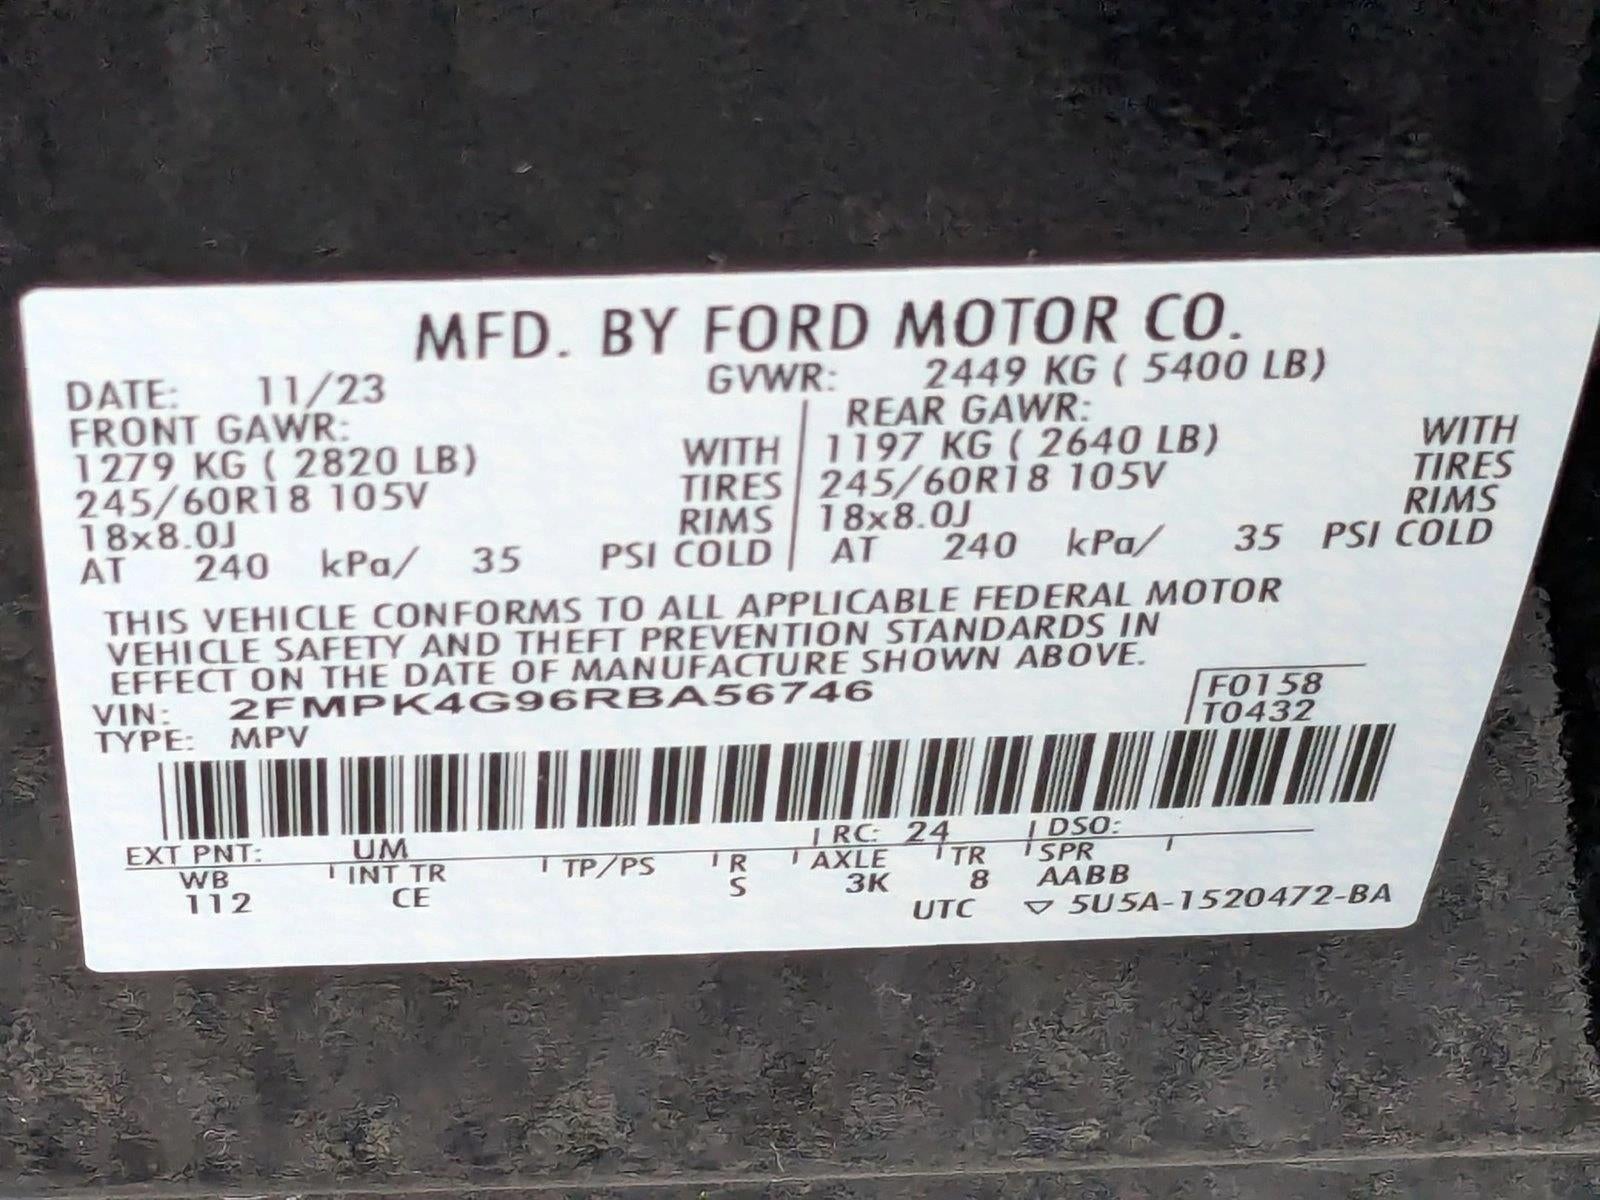 MFD. BY FORD MOTOR CO.
DATE: 11/23 GVWR: 2449 KG ( 5400 LB)
FRONT GAWR: REAR GAWR:
1279 KG ( 2820 LB) WITH 1197 KG ( 2640 LB) WITH
245/60R18 105V TIRES 245/60R18 105V TIRES
18x8.0J RIMS 18x8.0J RIMS
AT 240 kPa/ 35 PSI COLD AT 240 kPa/ 35 PSI COLD
THIS VEHICLE CONFORMS TO ALL APPLICABLE FEDERAL MOTOR
VEHICLE SAFETY AND THEFT PREVENTION STANDARDS IN
EFFECT ON THE DATE OF MANUFACTURE SHOWN ABOVE.
VIN: 2FMPK4G96RBA56746 F0158
TYPE: MPV T0432
EXT PNT: UM RC: 24 DSO:
WB INT TR TP/PS R AXLE TR SPR
112 CE S 3K 8 AABB
UTC ▽ 5U5A-1520472-BA